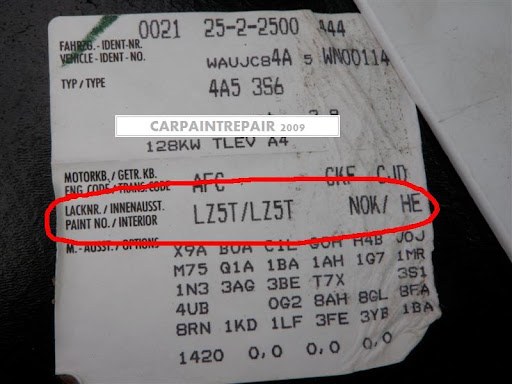 0021 25-2-2500 A44
FAHRZG.-IDENT-NR.
VEHICLE-IDENT-NO. WAUJCB4A 5 WN00114
TYP/TYPE 4A5 3S6
CARPAINTREPAIR 2009
128KW TLEV A4
MOTORKB./GETR.KB.
ENG.CODE/TRANS.CODE AFC CKF CJD
LACKNR./INNENAUSST.
PAINT NO./INTERIOR LZ5T/LZ5T NOK/ HE
M.-AUSST./OPTIONS
X9A C1L H4B J0J
M75 Q1A 1BA 1AH 1G7 1MR
1N3 3AG 3BE T7X 3S1
4UB 0G2 8AH 8GL 8FA
8RN 1KD 1LF 3FE 3YB 1BA
1420 0,0 0,0 0,0